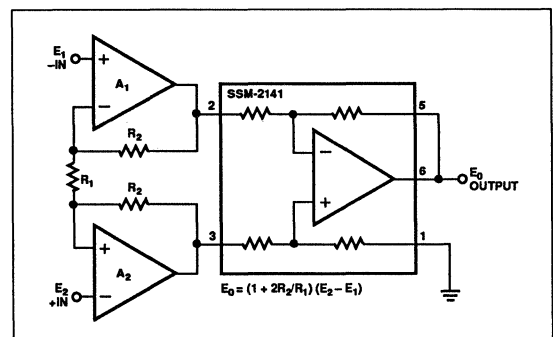 E₁
−IN
+
A₁
−
R₂
R₁
R₂
+
A₂
−
E₂
+IN
SSM-2141
2
5
−
+
6
3
1
E₀
OUTPUT
E₀ = (1 + 2R₂/R₁) (E₂ − E₁)